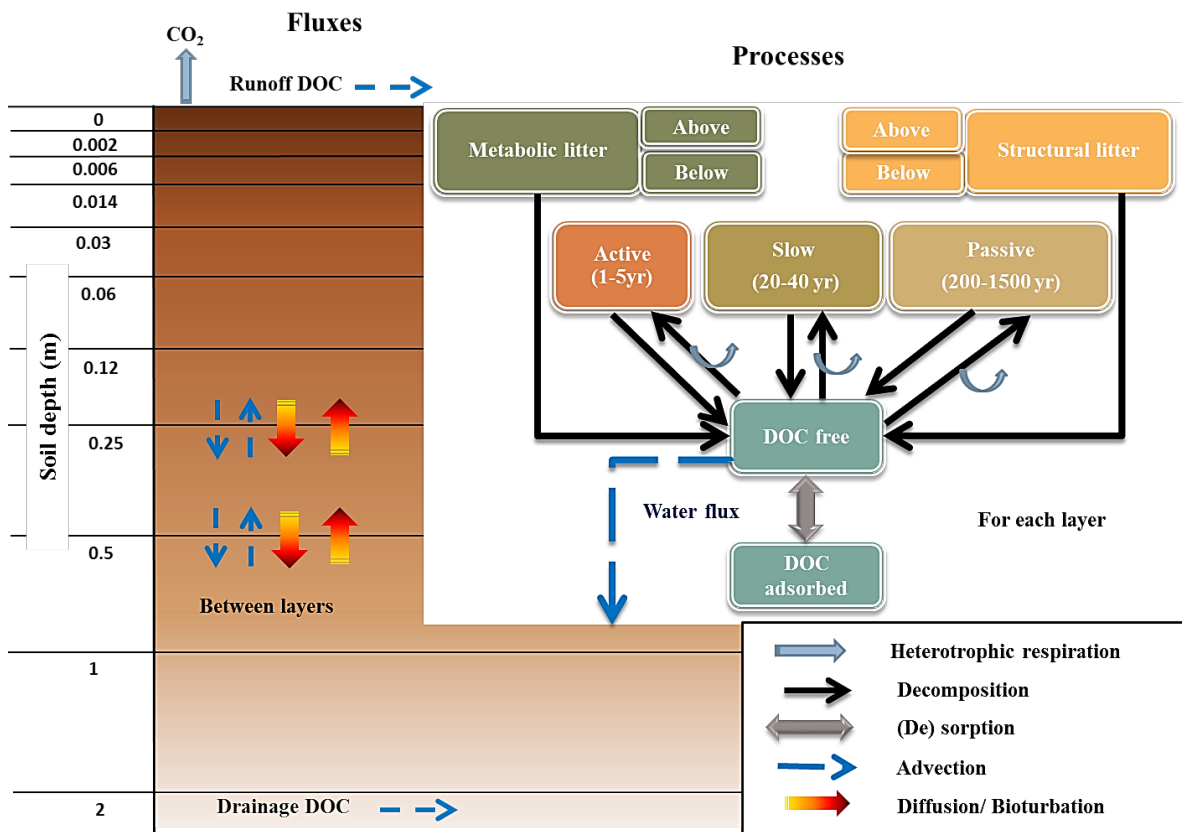 Fluxes
CO₂
Processes
Runoff DOC
Soil depth (m)
0
0.002
0.006
0.014
0.03
0.06
0.12
0.25
0.5
1
2
Between layers
Drainage DOC
Metabolic litter
Above
Below
Above
Below
Structural litter
Active
(1-5yr)
Slow
(20-40 yr)
Passive
(200-1500 yr)
DOC free
Water flux
For each layer
DOC
adsorbed
Heterotrophic respiration
Decomposition
(De) sorption
Advection
Diffusion/ Bioturbation